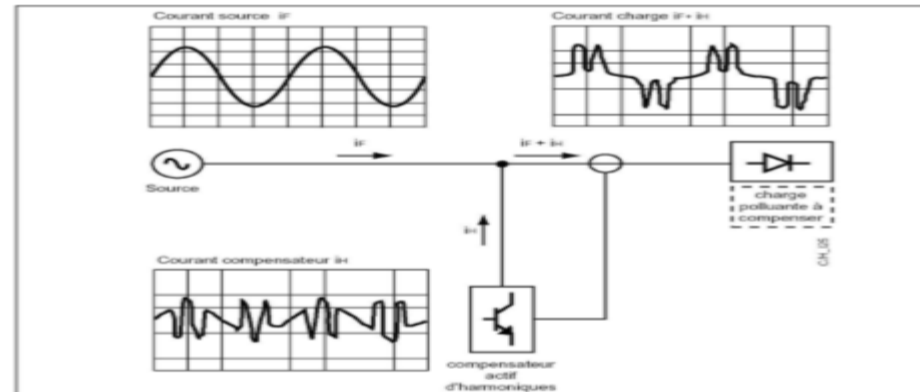 Courant source iF
Courant charge iF+ iH
iF
iF + iH
Source
charge
polluante à
compenser
iH
C/H_05
Courant compensateur iH
compensateur
actif
d'harmoniques